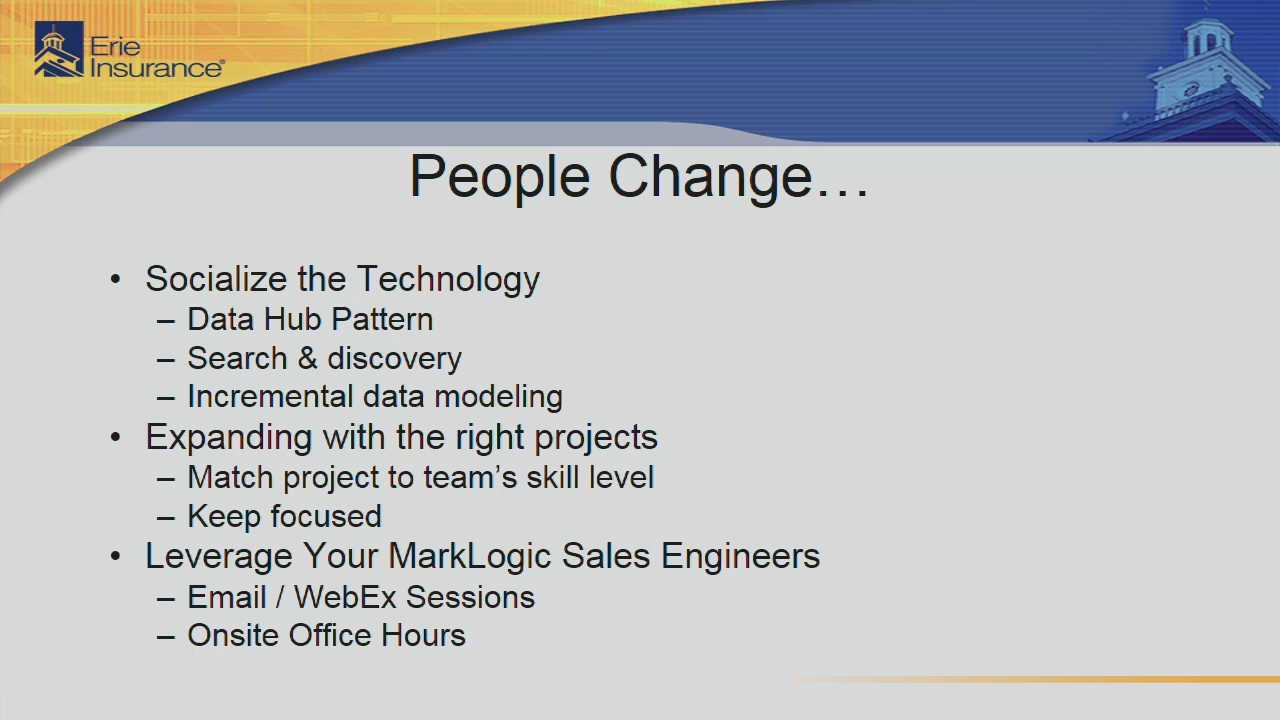 Erie
Insurance®
People Change…
• Socialize the Technology
– Data Hub Pattern
– Search & discovery
– Incremental data modeling
• Expanding with the right projects
– Match project to team’s skill level
– Keep focused
• Leverage Your MarkLogic Sales Engineers
– Email / WebEx Sessions
– Onsite Office Hours